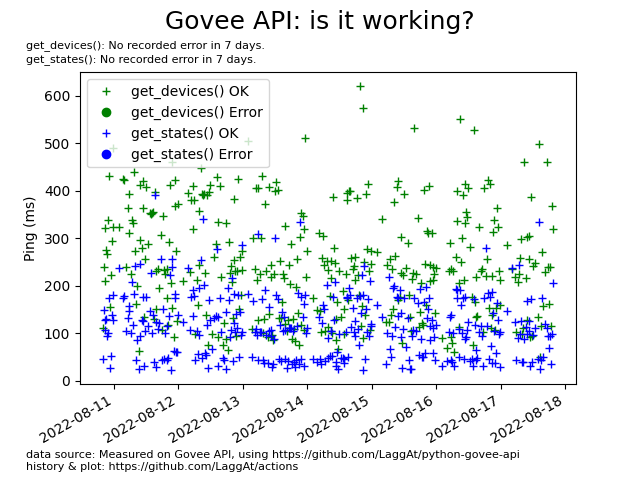 Govee API: is it working?
get_devices(): No recorded error in 7 days.
get_states(): No recorded error in 7 days.
get_devices() OK
get_devices() Error
get_states() OK
get_states() Error
Ping (ms)
600
500
400
300
200
100
0
2022-08-11
2022-08-12
2022-08-13
2022-08-14
2022-08-15
2022-08-16
2022-08-17
2022-08-18
data source: Measured on Govee API, using https://github.com/LaggAt/python-govee-api
history & plot: https://github.com/LaggAt/actions